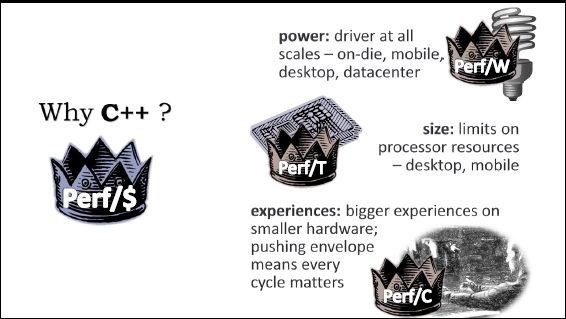 Why C++ ?
Perf/$
power: driver at all
scales – on-die, mobile,
desktop, datacenter
Perf/W
size: limits on
processor resources
– desktop, mobile
Perf/T
experiences: bigger experiences on
smaller hardware;
pushing envelope
means every
cycle matters
Perf/C